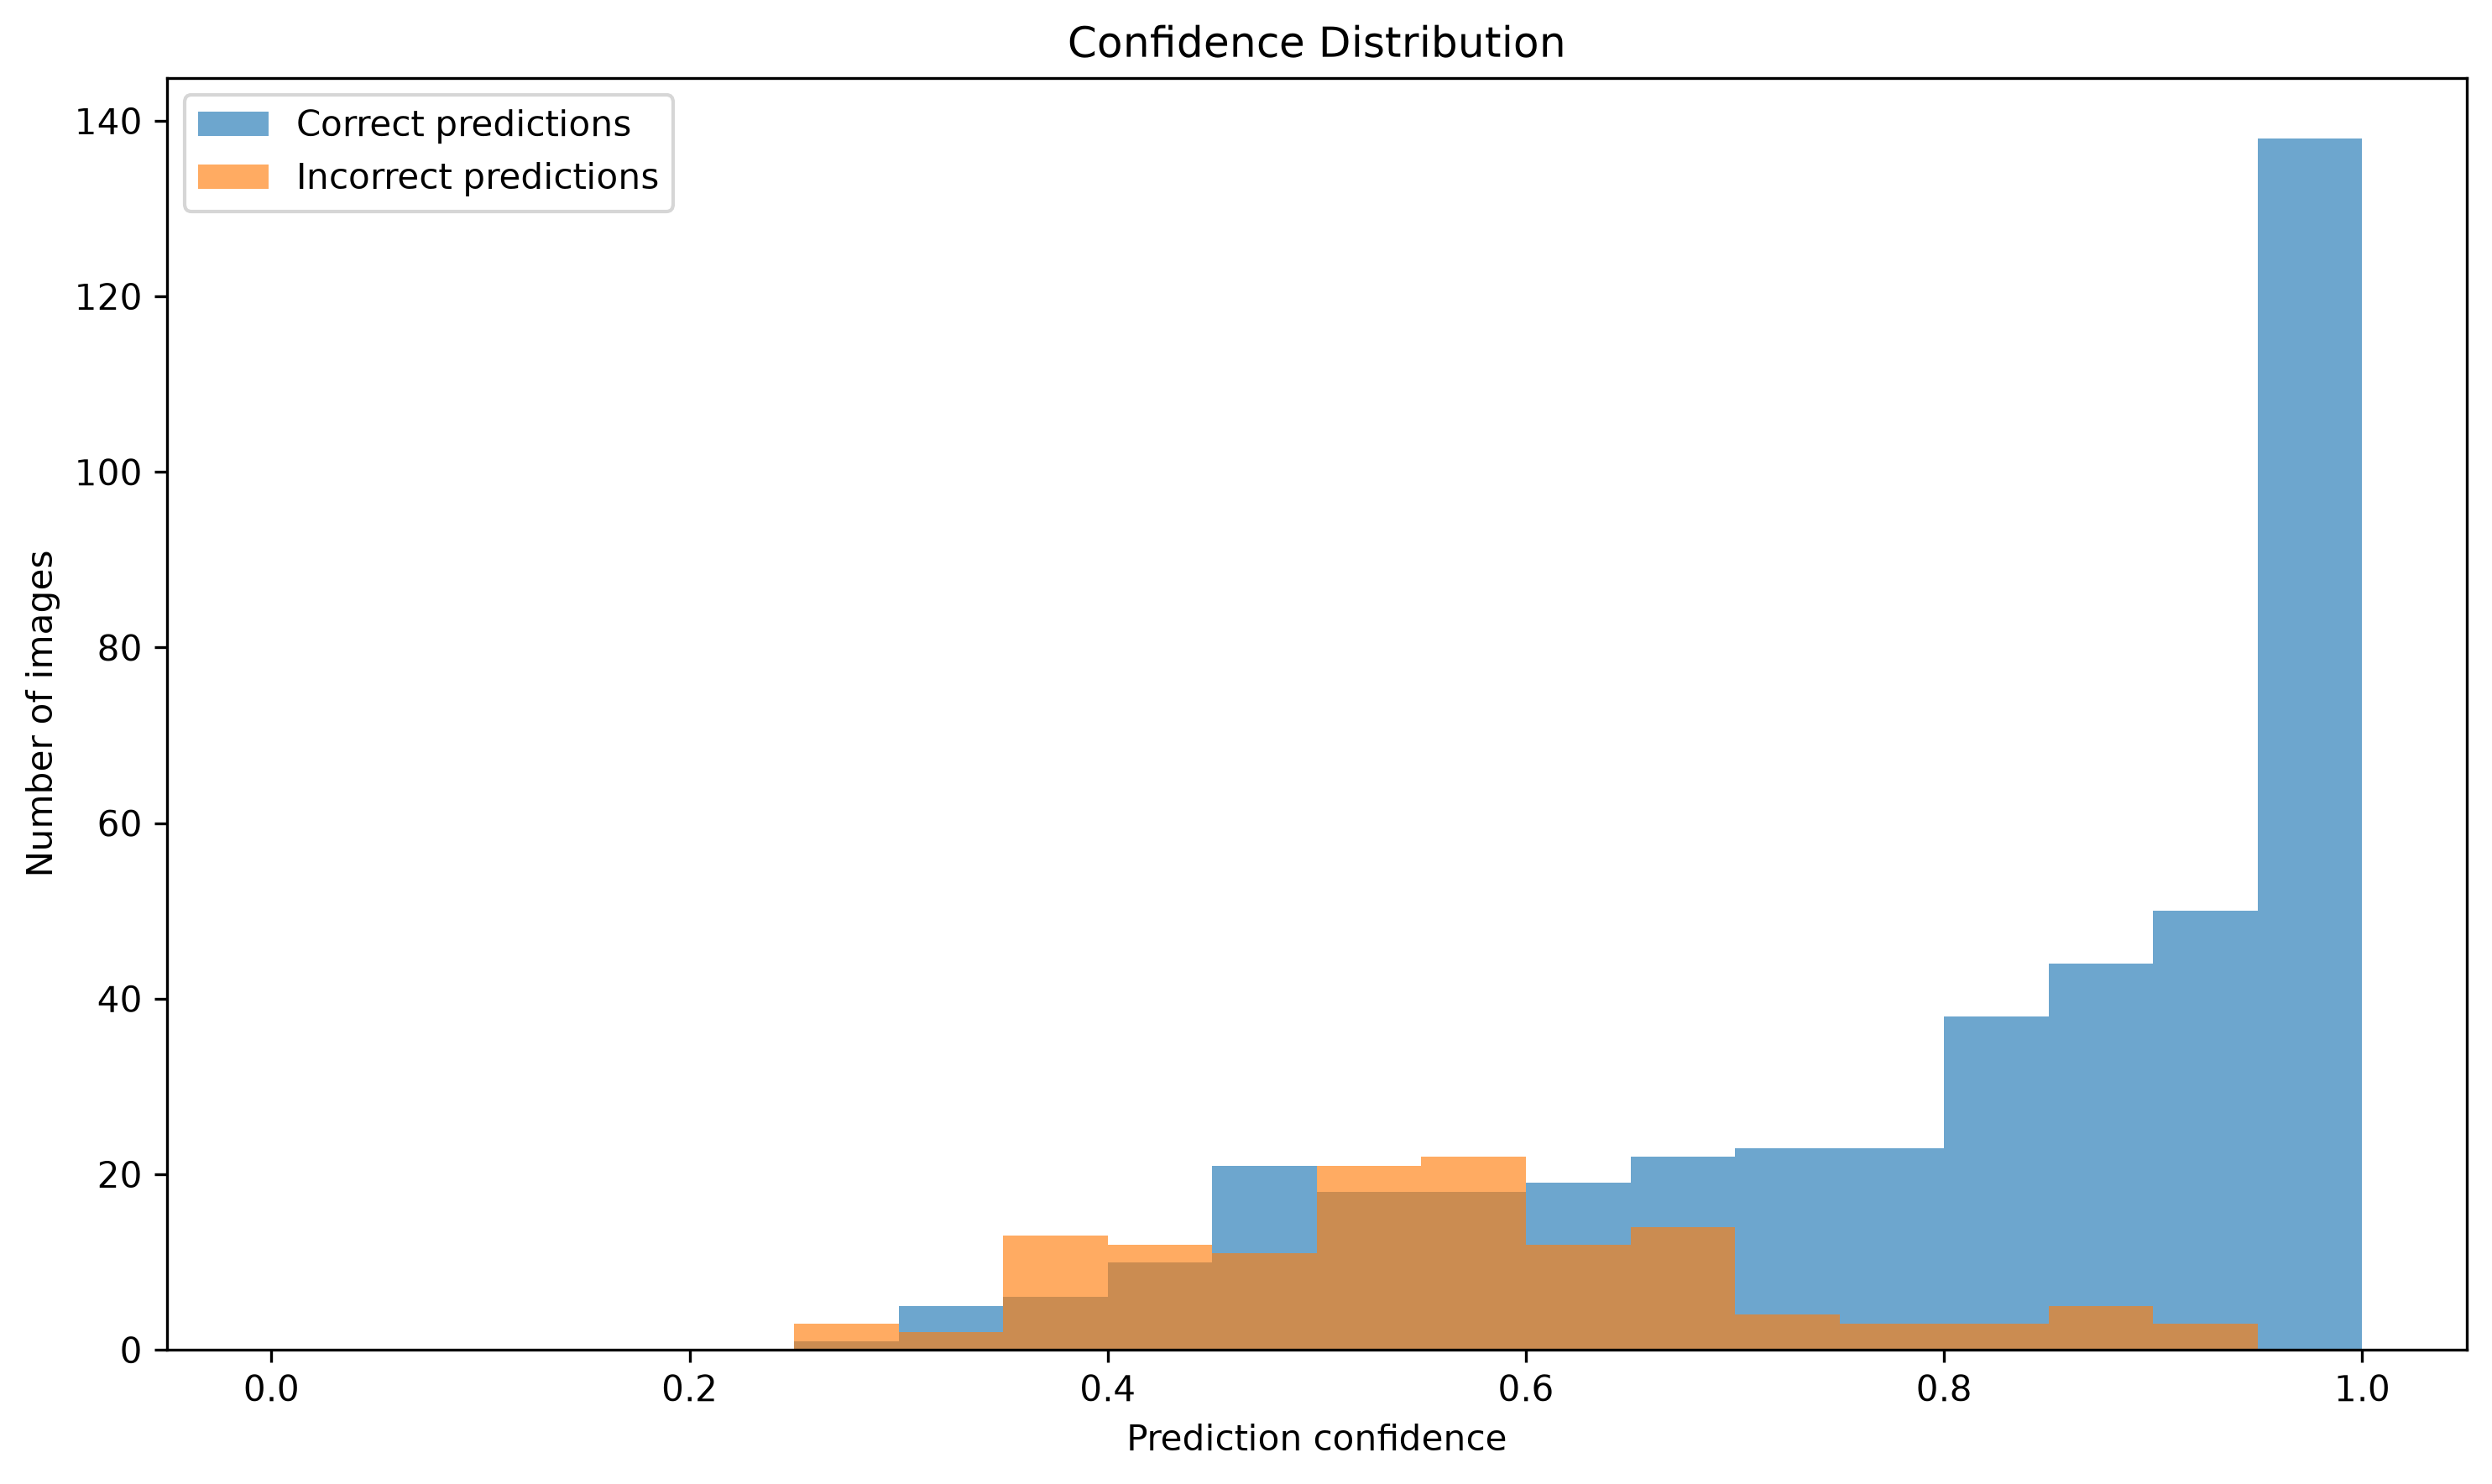 Confidence Distribution
Correct predictions
Incorrect predictions
140
120
100
80
60
40
20
0
Number of images
0.0 0.2 0.4 0.6 0.8 1.0
Prediction confidence